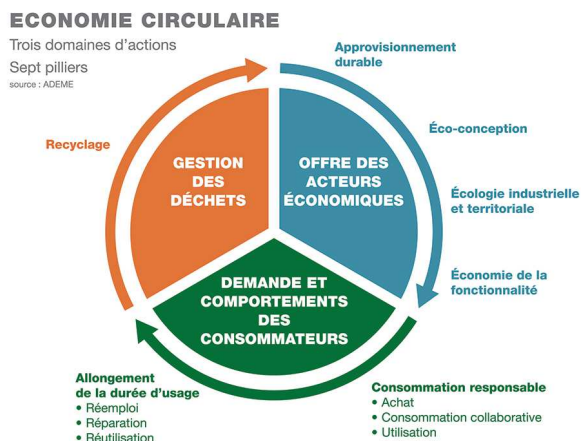 ECONOMIE CIRCULAIRE
Trois domaines d'actions
Sept pilliers
source : ADEME
Approvisionnement
durable
Éco-conception
Écologie industrielle
et territoriale
Économie de la
fonctionnalité
Recyclage
GESTION
DES
DÉCHETS
OFFRE DES
ACTEURS
ÉCONOMIQUES
DEMANDE ET
COMPORTEMENTS
DES
CONSOMMATEURS
Allongement
de la durée d'usage
• Réemploi
• Réparation
• Réutilisation
Consommation responsable
• Achat
• Consommation collaborative
• Utilisation